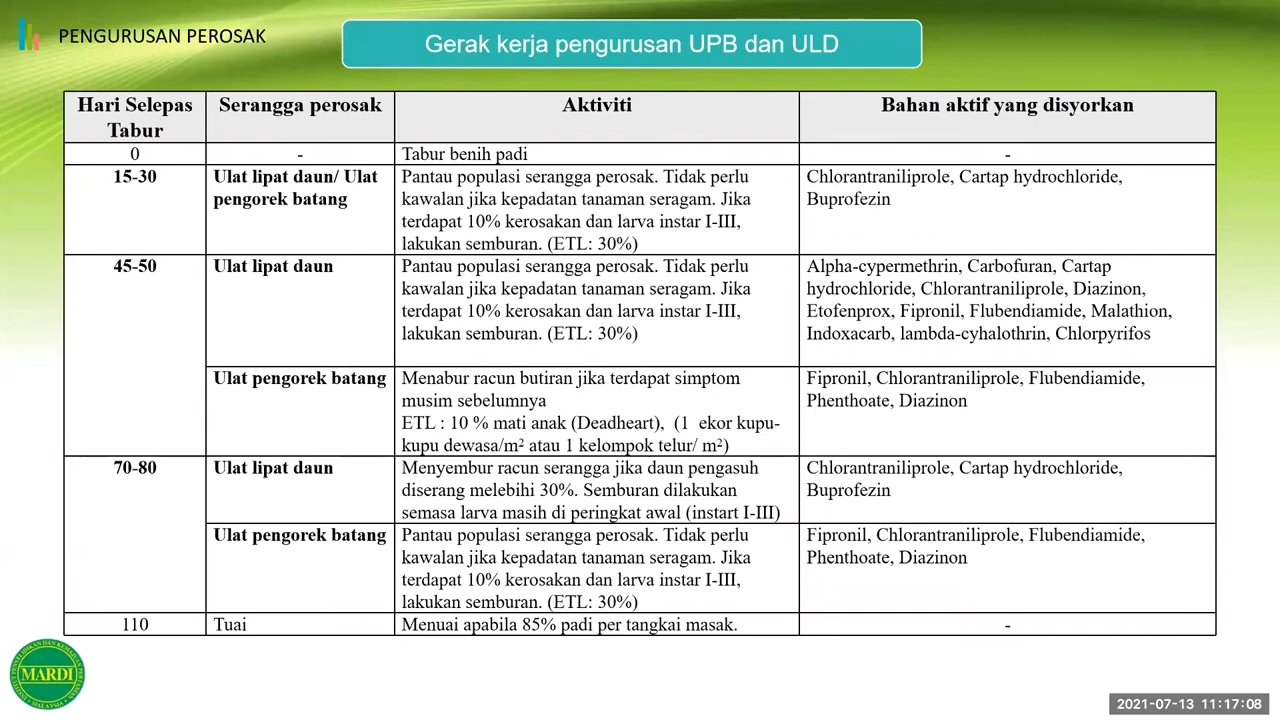 PENGURUSAN PEROSAK
Gerak kerja pengurusan UPB dan ULD
Hari Selepas Tabur
Serangga perosak
Aktiviti
Bahan aktif yang disyorkan
0
-
Tabur benih padi
-
15-30
Ulat lipat daun/ Ulat
pengorek batang
Pantau populasi serangga perosak. Tidak perlu
kawalan jika kepadatan tanaman seragam. Jika
terdapat 10% kerosakan dan larva instar I-III,
lakukan semburan. (ETL: 30%)
Chlorantraniliprole, Cartap hydrochloride,
Buprofezin
45-50
Ulat lipat daun
Pantau populasi serangga perosak. Tidak perlu
kawalan jika kepadatan tanaman seragam. Jika
terdapat 10% kerosakan dan larva instar I-III,
lakukan semburan. (ETL: 30%)
Alpha-cypermethrin, Carbofuran, Cartap
hydrochloride, Chlorantraniliprole, Diazinon,
Etofenprox, Fipronil, Flubendiamide, Malathion,
Indoxacarb, lambda-cyhalothrin, Chlorpyrifos
Ulat pengorek batang
Menabur racun butiran jika terdapat simptom
musim sebelumnya
ETL : 10 % mati anak (Deadheart), (1 ekor kupu-
kupu dewasa/m² atau 1 kelompok telur/ m²)
Fipronil, Chlorantraniliprole, Flubendiamide,
Phenthoate, Diazinon
70-80
Ulat lipat daun
Menyembur racun serangga jika daun pengasuh
diserang melebihi 30%. Semburan dilakukan
semasa larva masih di peringkat awal (instart I-III)
Chlorantraniliprole, Cartap hydrochloride,
Buprofezin
Ulat pengorek batang
Pantau populasi serangga perosak. Tidak perlu
kawalan jika kepadatan tanaman seragam. Jika
terdapat 10% kerosakan dan larva instar I-III,
lakukan semburan. (ETL: 30%)
Fipronil, Chlorantraniliprole, Flubendiamide,
Phenthoate, Diazinon
110
Tuai
Menuai apabila 85% padi per tangkai masak.
-
MARDI
2021-07-13 11:17:08